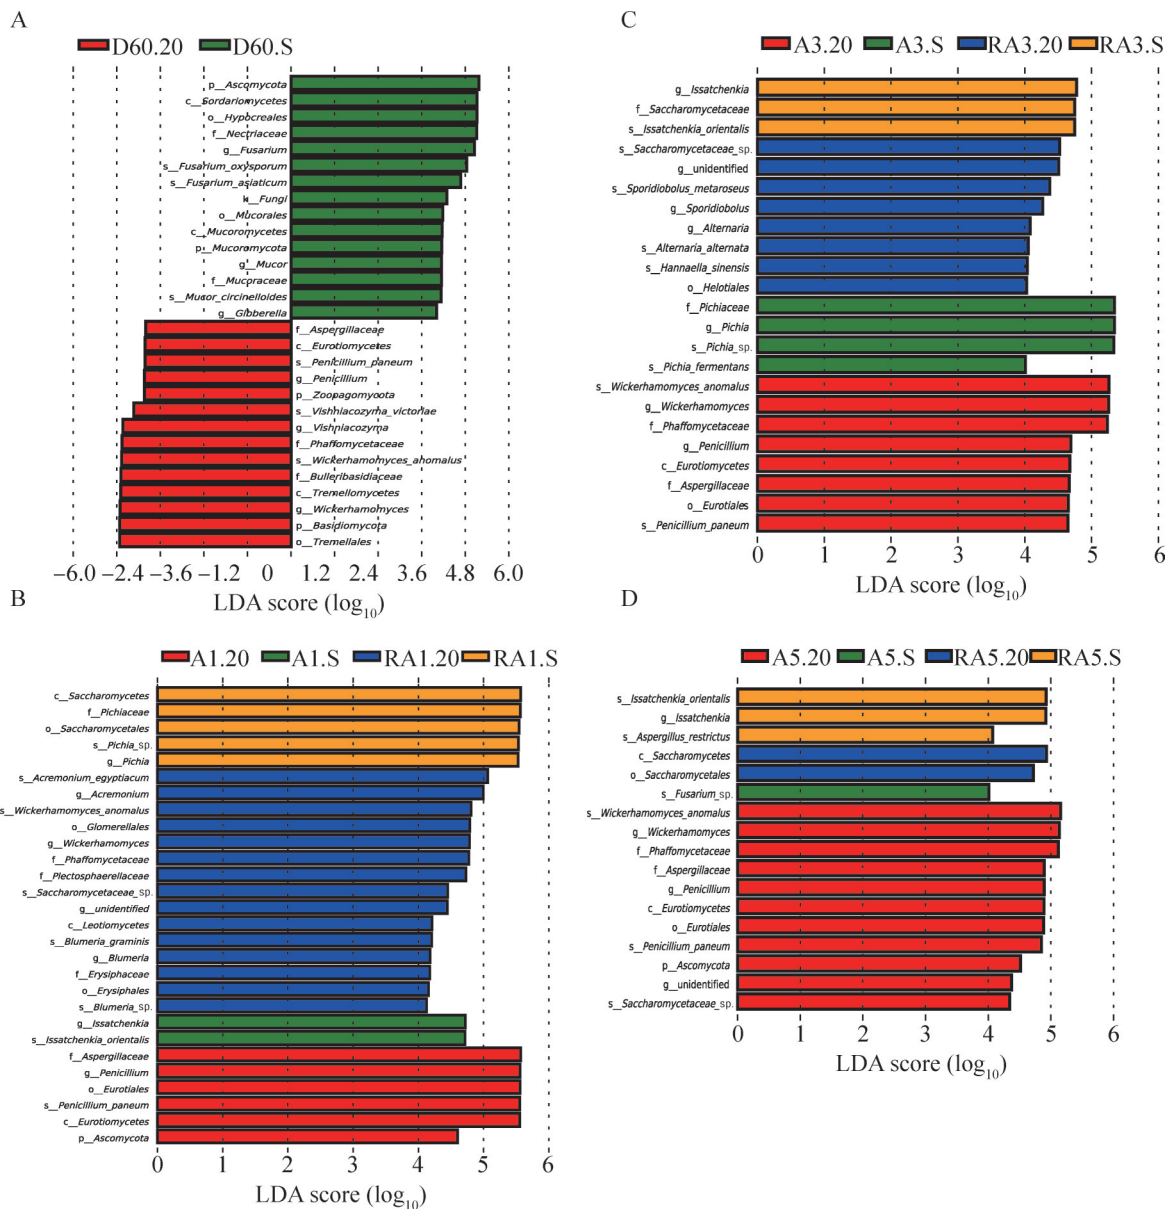 A
D60.20 D60.S
p__Ascomycota
c__Sordariomycetes
o__Hypocreales
f__Nectriaceae
g__Fusarium
s__Fusarium_oxysporum
s__Fusarium_asiaticum
k__Fungi
o__Mucorales
c__Mucoromycetes
p__Mucoromycota
g__Mucor
f__Mucoraceae
s__Mucor_circinelloides
g__Gibberella
f__Aspergillaceae
c__Eurotiomycetes
s__Penicillium_paneum
g__Penicillium
p__Zoopagomycota
s__Vishniacozyma_victoriae
g__Vishniacozyma
f__Phaffomycetaceae
s__Wickerhamomyces_anomalus
f__Bulleribasidiaceae
c__Tremellomycetes
g__Wickerhamomyces
p__Basidiomycota
o__Tremellales
−6.0 −2.4 −3.6 −1.2 0 1.2 2.4 3.6 4.8 6.0
LDA score (log10)
B
A1.20 A1.S RA1.20 RA1.S
c__Saccharomycetes
f__Pichiaceae
o__Saccharomycetales
s__Pichia_sp.
g__Pichia
s__Acremonium_egyptiacum
g__Acremonium
s__Wickerhamomyces_anomalus
o__Glomerellales
g__Wickerhamomyces
f__Phaffomycetaceae
f__Plectosphaerellaceae
s__Saccharomycetaceae_sp.
g__unidentified
c__Leotiomycetes
s__Blumeria_graminis
g__Blumeria
f__Erysiphaceae
o__Erysiphales
s__Blumeria_sp.
g__Issatchenkia
s__Issatchenkia_orientalis
f__Aspergillaceae
g__Penicillium
o__Eurotiales
s__Penicillium_paneum
c__Eurotiomycetes
p__Ascomycota
0 1 2 3 4 5 6
LDA score (log10)
C
A3.20 A3.S RA3.20 RA3.S
g__Issatchenkia
f__Saccharomycetaceae
s__Issatchenkia_orientalis
s__Saccharomycetaceae_sp.
g__unidentified
s__Sporidiobolus_metaroseus
g__Sporidiobolus
g__Alternaria
s__Alternaria_alternata
s__Hannaella_sinensis
o__Helotiales
f__Pichiaceae
g__Pichia
s__Pichia_sp.
s__Pichia_fermentans
s__Wickerhamomyces_anomalus
g__Wickerhamomyces
f__Phaffomycetaceae
g__Penicillium
c__Eurotiomycetes
f__Aspergillaceae
o__Eurotiales
s__Penicillium_paneum
0 1 2 3 4 5 6
LDA score (log10)
D
A5.20 A5.S RA5.20 RA5.S
s__Issatchenkia_orientalis
g__Issatchenkia
s__Aspergillus_restrictus
c__Saccharomycetes
o__Saccharomycetales
s__Fusarium_sp.
s__Wickerhamomyces_anomalus
g__Wickerhamomyces
f__Phaffomycetaceae
f__Aspergillaceae
g__Penicillium
c__Eurotiomycetes
o__Eurotiales
s__Penicillium_paneum
p__Ascomycota
g__unidentified
s__Saccharomycetaceae_sp.
0 1 2 3 4 5 6
LDA score (log10)